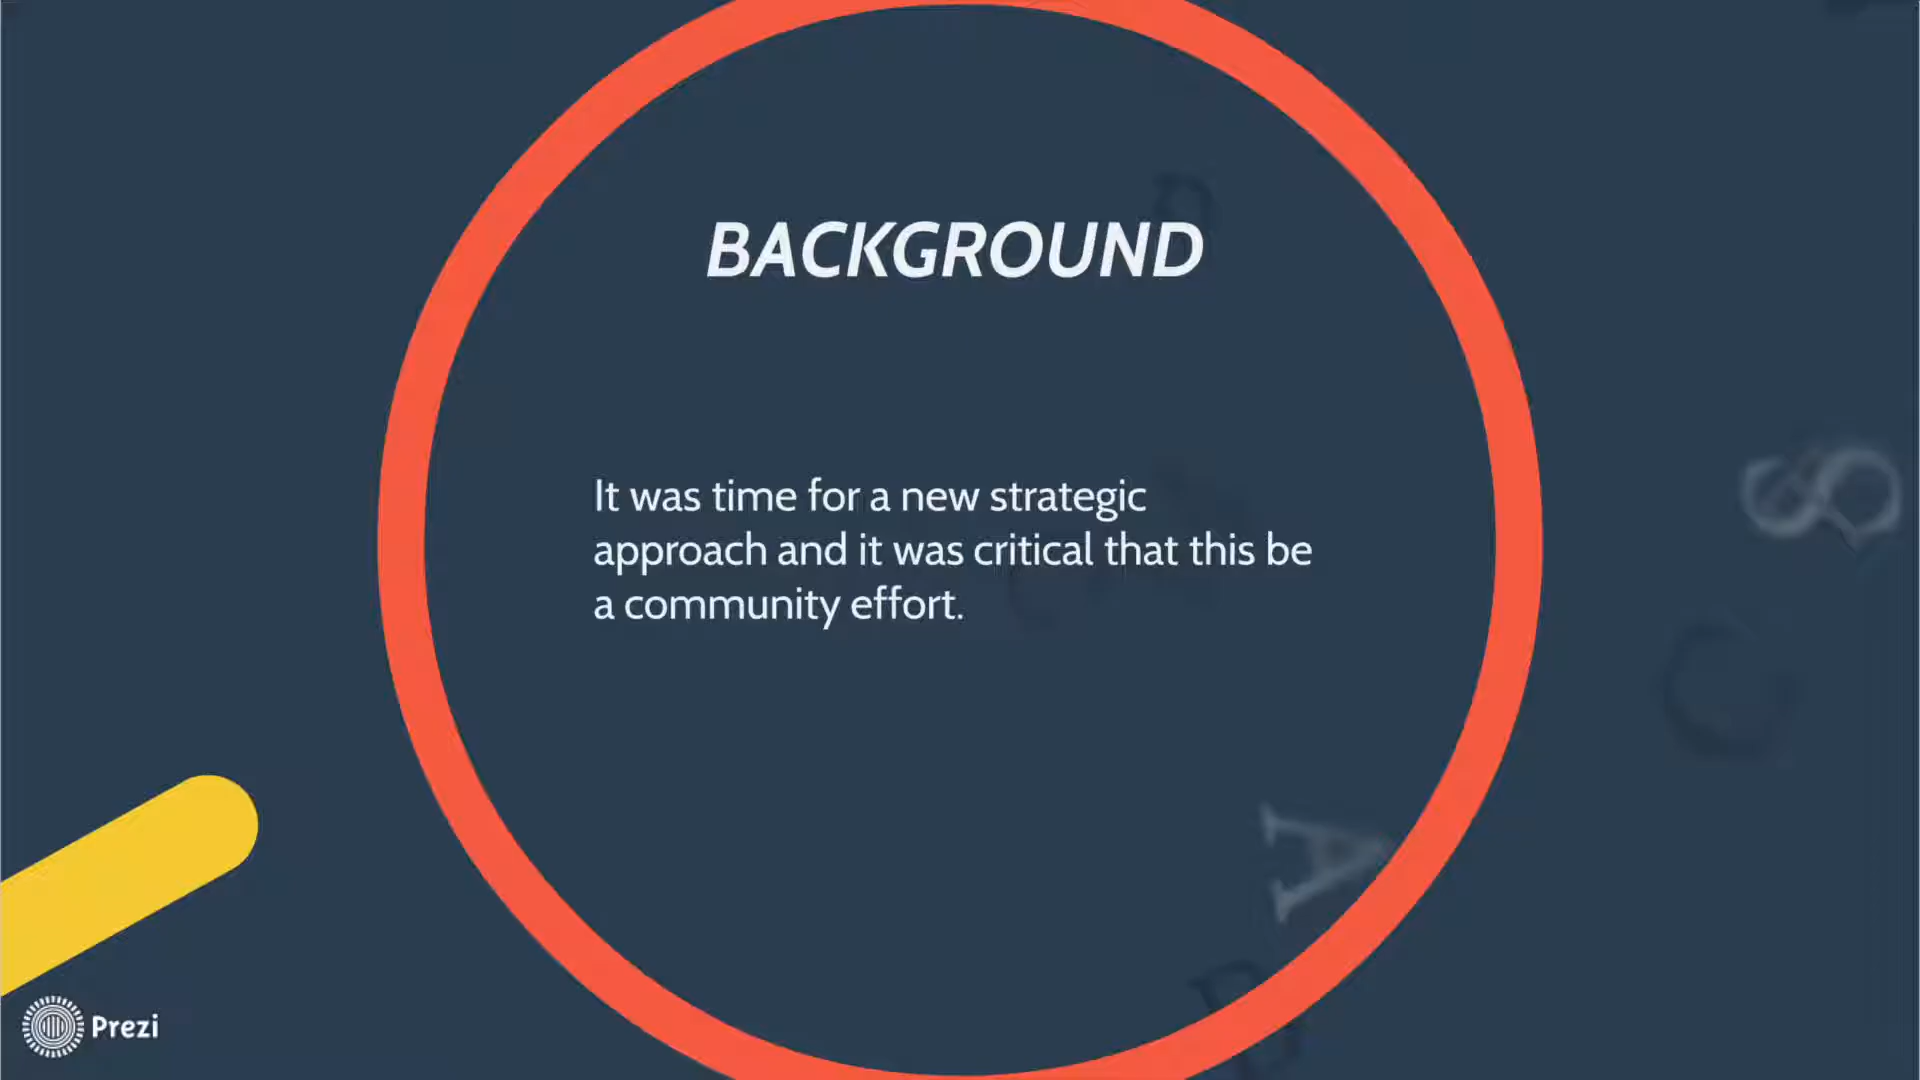 BACKGROUND
It was time for a new strategic
approach and it was critical that this be
a community effort.
Prezi